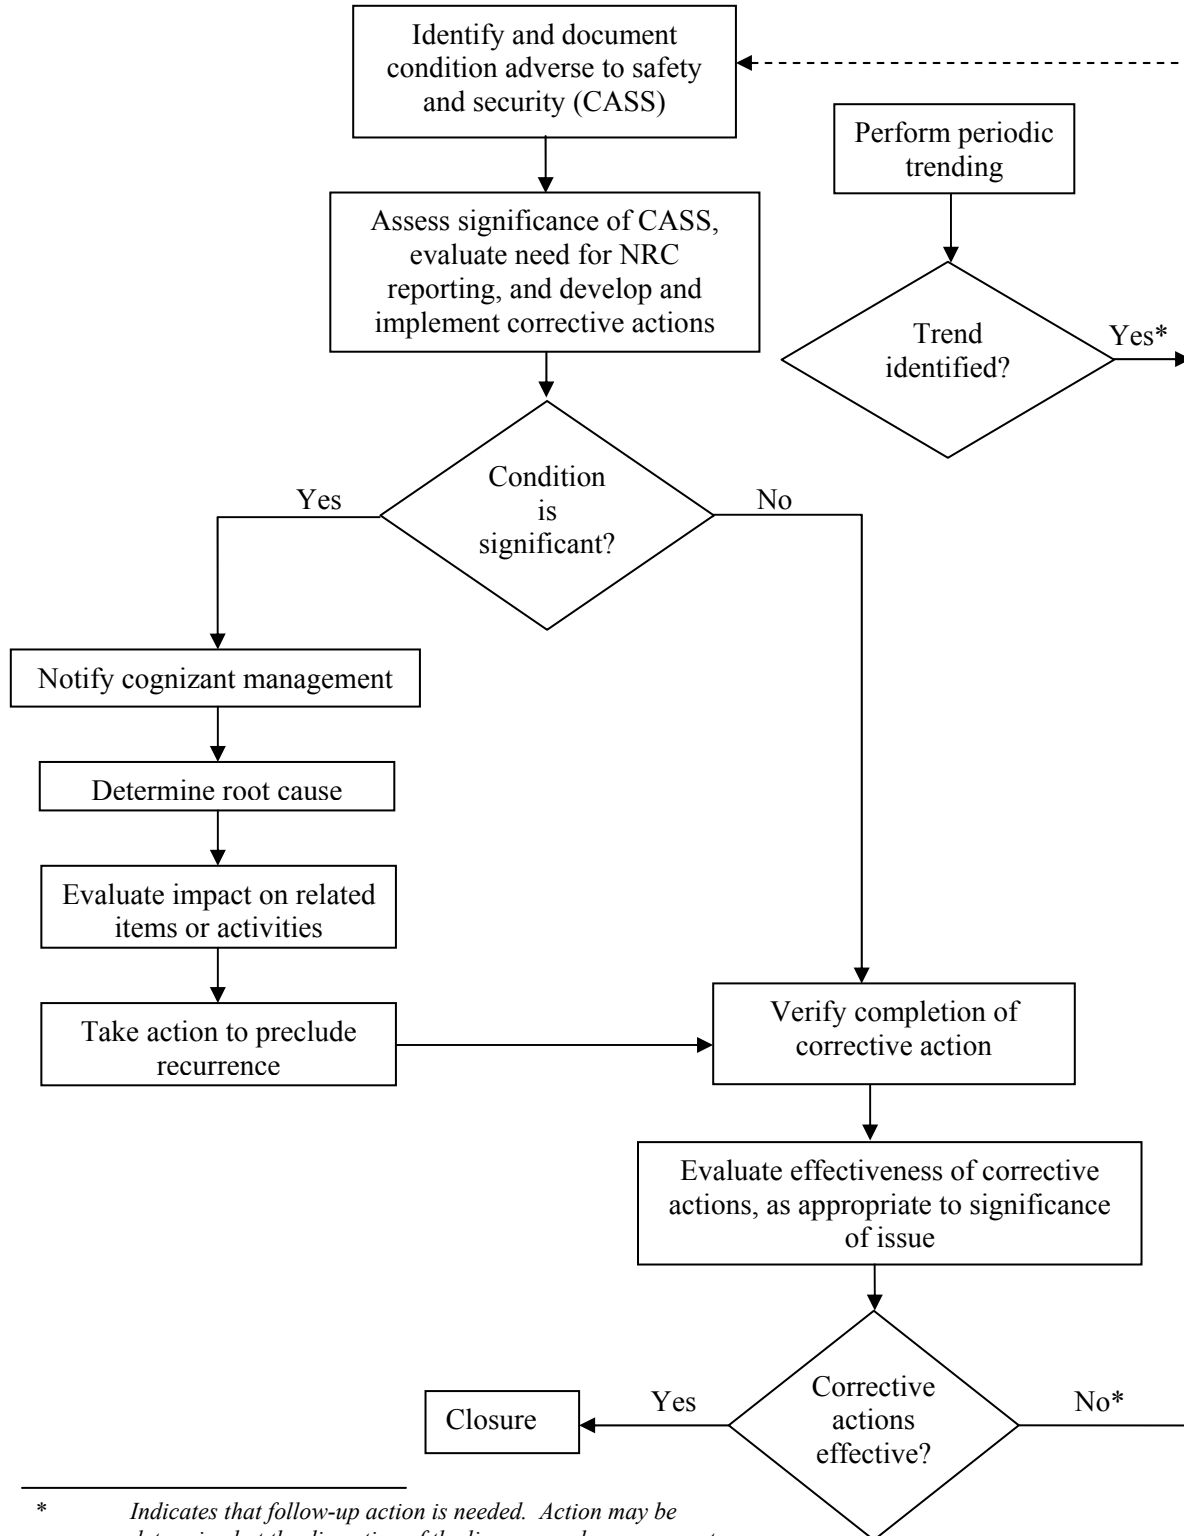 Identify and document
condition adverse to safety
and security (CASS)
Perform periodic
trending
Assess significance of CASS,
evaluate need for NRC
reporting, and develop and
implement corrective actions
Trend
identified?
Yes*
Condition
is
significant?
Yes
No
Notify cognizant management
Determine root cause
Evaluate impact on related
items or activities
Take action to preclude
recurrence
Verify completion of
corrective action
Evaluate effectiveness of corrective
actions, as appropriate to significance
of issue
Corrective
actions
effective?
Yes
No*
Closure
* Indicates that follow-up action is needed. Action may be